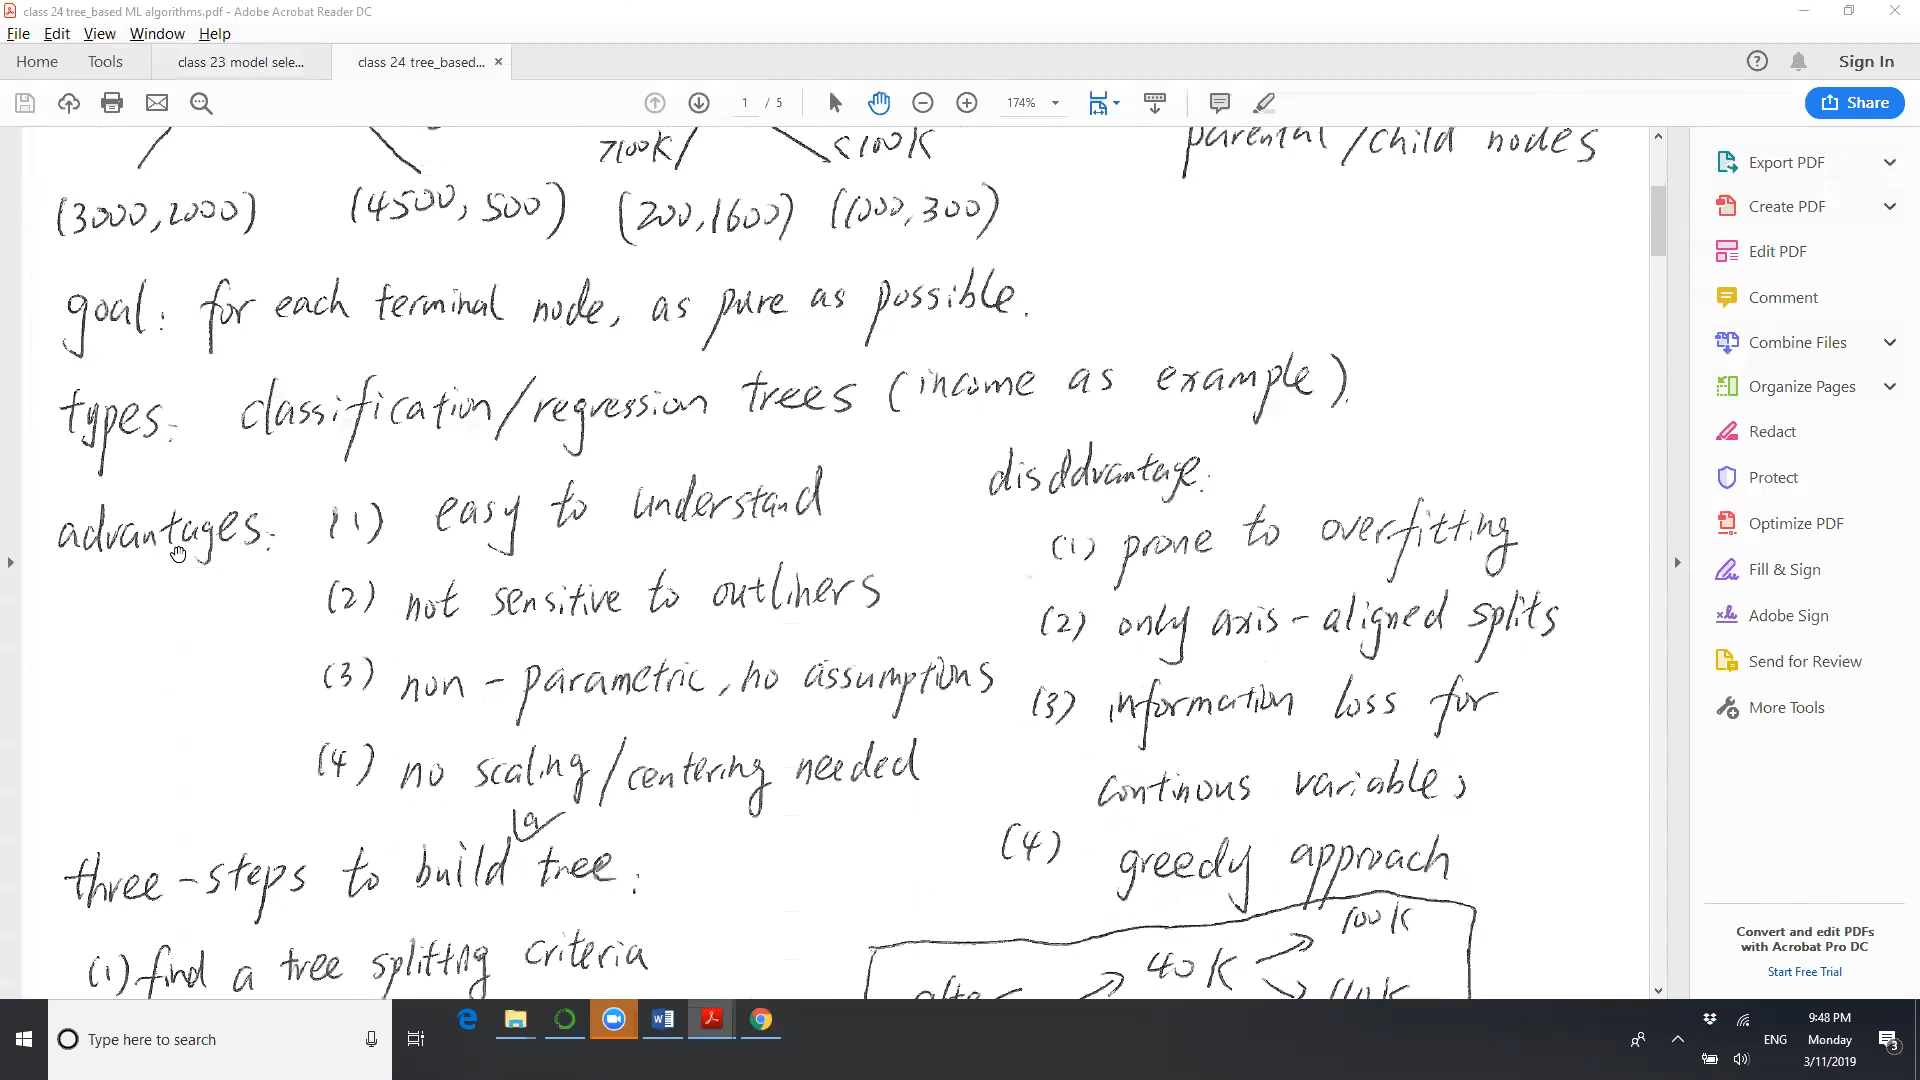 class 24 tree_based ML algorithms.pdf - Adobe Acrobat Reader DC
File Edit View Window Help
Home Tools class 23 model sele... class 24 tree_based... × Sign In
1 / 5 174% Share
>100K <100K parental/child nodes
(3000,2000) (4500,500) (200,1600) (1000,300)
goal: for each terminal node, as pure as possible.
types: classification/regression trees (income as example).
advantages: (1) easy to understand
(2) not sensitive to outliners
(3) non-parametric, no assumptions
(4) no scaling/centering needed
disadvantage:
(1) prone to overfitting
(2) only axis-aligned splits
(3) information loss for
continous variables
(4) greedy approach
a
three-steps to build tree:
(1) find a tree splitting criteria
100K
40K
Export PDF
Create PDF
Edit PDF
Comment
Combine Files
Organize Pages
Redact
Protect
Optimize PDF
Fill & Sign
Adobe Sign
Send for Review
More Tools
Convert and edit PDFs
with Acrobat Pro DC
Start Free Trial
Type here to search
ENG
9:48 PM
Monday
3/11/2019
3